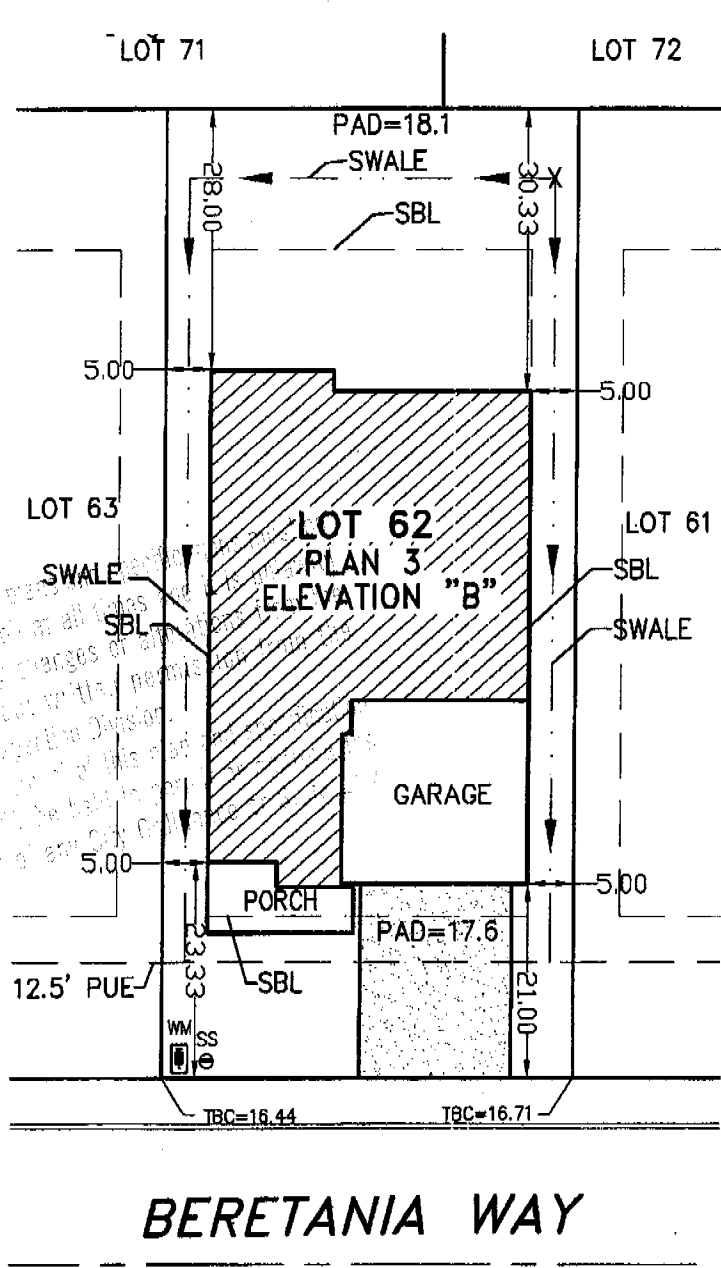 LOT 71
LOT 72
PAD=18.1
SWALE
28.00
30.33
SBL
5.00
5.00
LOT 63
LOT 62
PLAN 3
ELEVATION "B"
LOT 61
SWALE
SBL
SBL
SWALE
GARAGE
5.00
5.00
PORCH
PAD=17.6
23.33
SBL
12.5' PUE
21.00
WM
SS
TBC=16.44
TBC=16.71
BERETANIA WAY